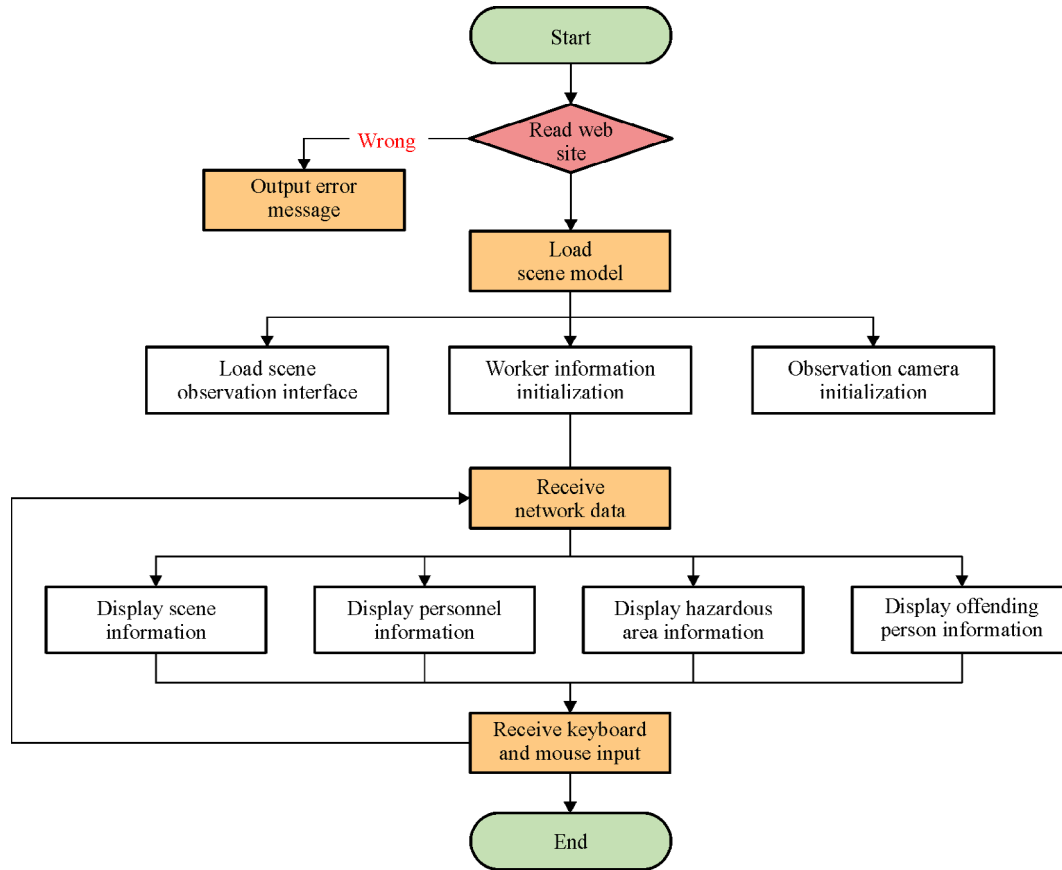 Start
Read web
site
Wrong
Output error
message
Load
scene model
Load scene
observation interface
Worker information
initialization
Observation camera
initialization
Receive
network data
Display scene
information
Display personnel
information
Display hazardous
area information
Display offending
person information
Receive keyboard
and mouse input
End